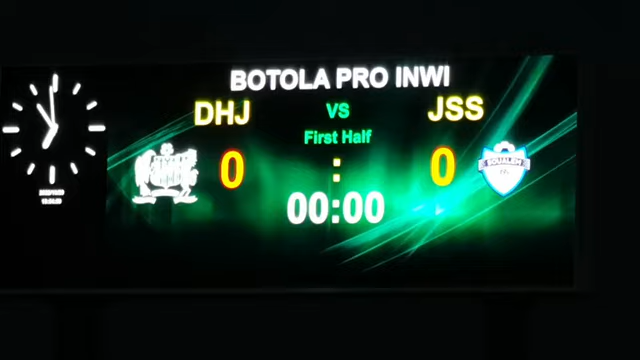 BOTOLA PRO INWI
DHJ VS JSS
First Half
0 : 0
00:00